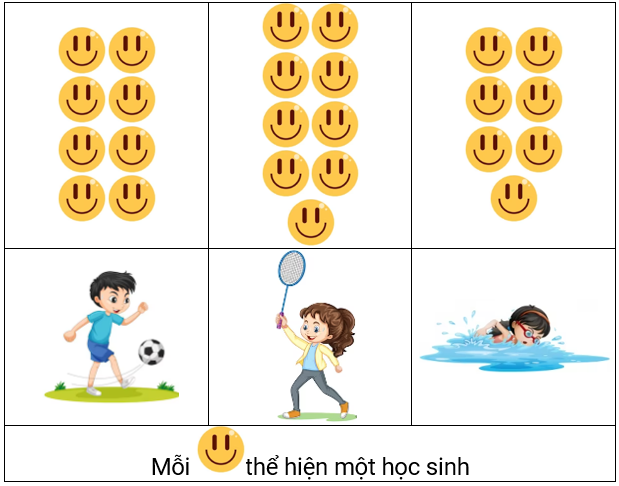 Mỗi thể hiện một học sinh